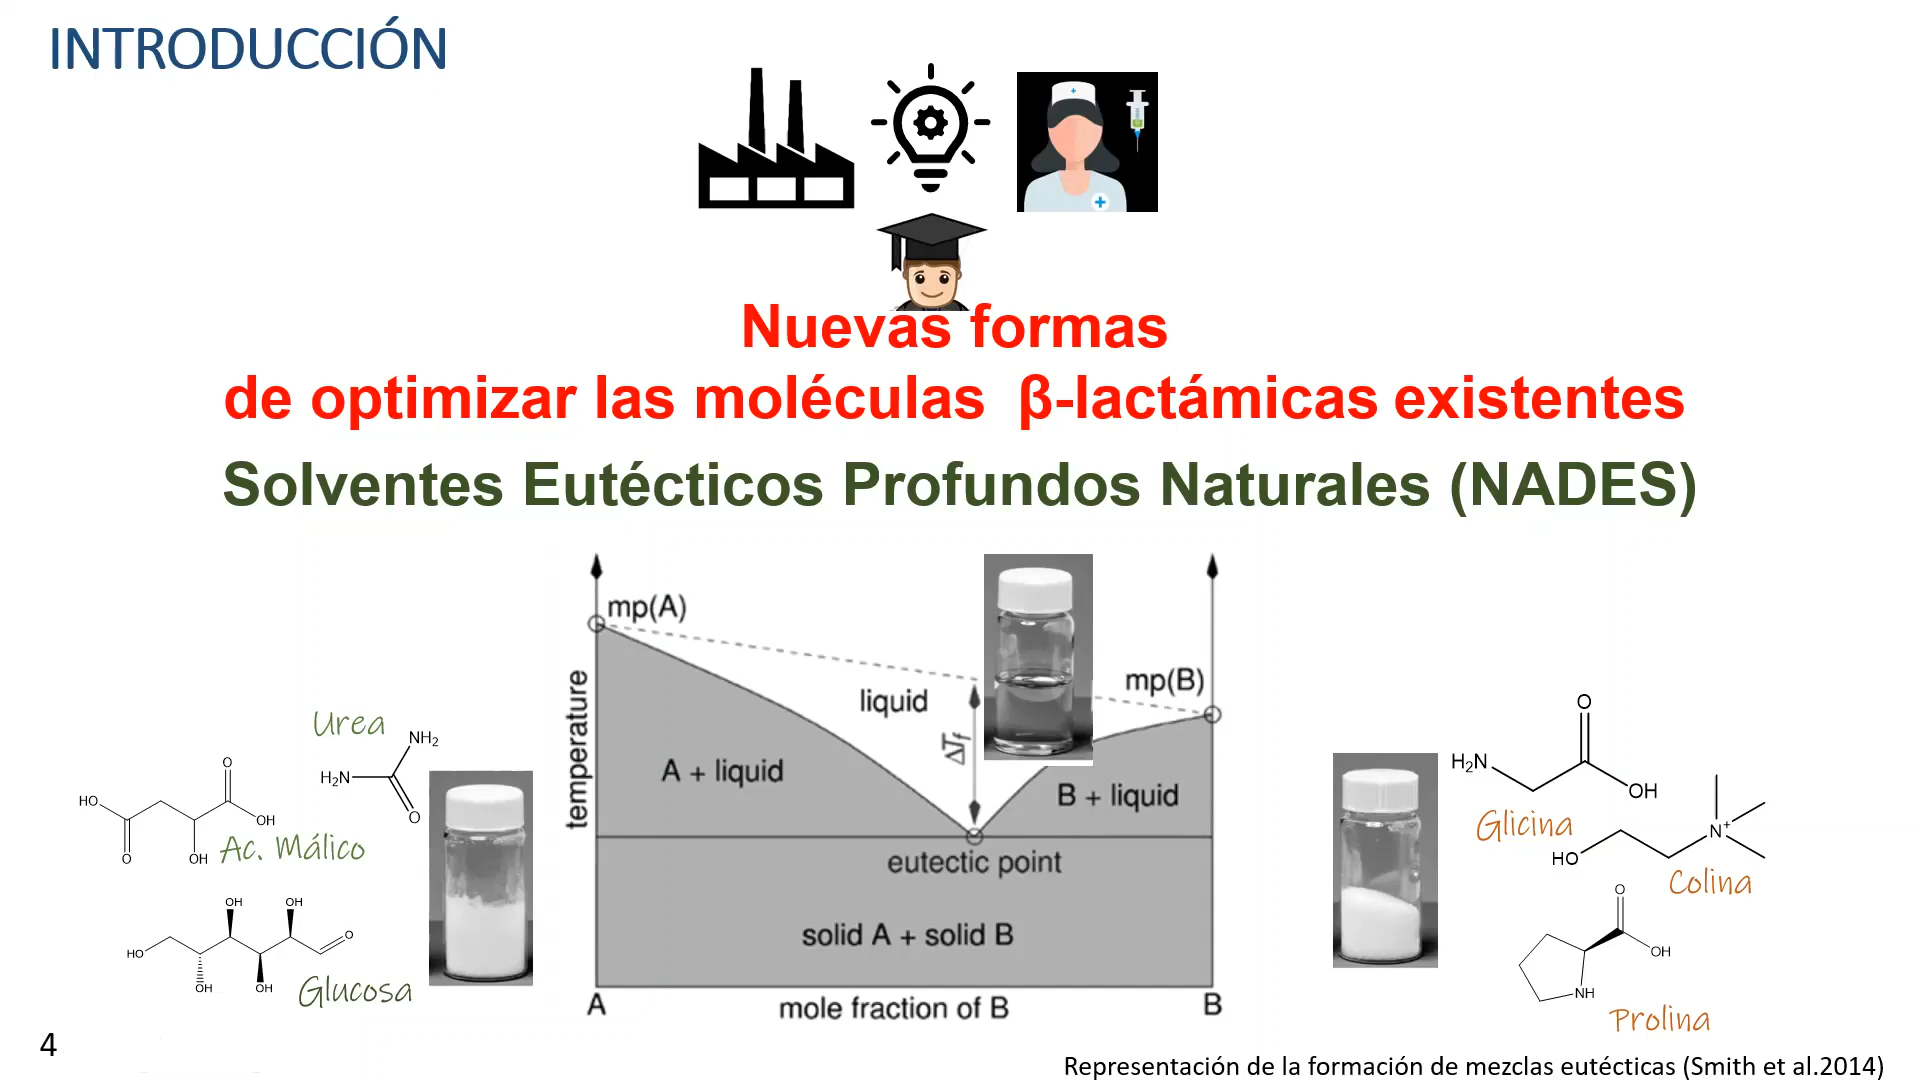 INTRODUCCIÓN
Nuevas formas
de optimizar las moléculas β-lactámicas existentes
Solventes Eutécticos Profundos Naturales (NADES)
mp(A)
mp(B)
liquid
ΔTf
temperature
A + liquid
B + liquid
eutectic point
solid A + solid B
A
mole fraction of B
B
Urea
NH2
H2N
O
O
HO
OH
O
OH
Ac. Málico
OH
OH
HO
O
OH
OH
Glucosa
O
H2N
OH
Glicina
N+
HO
Colina
O
OH
NH
Prolina
4
Representación de la formación de mezclas eutécticas (Smith et al.2014)